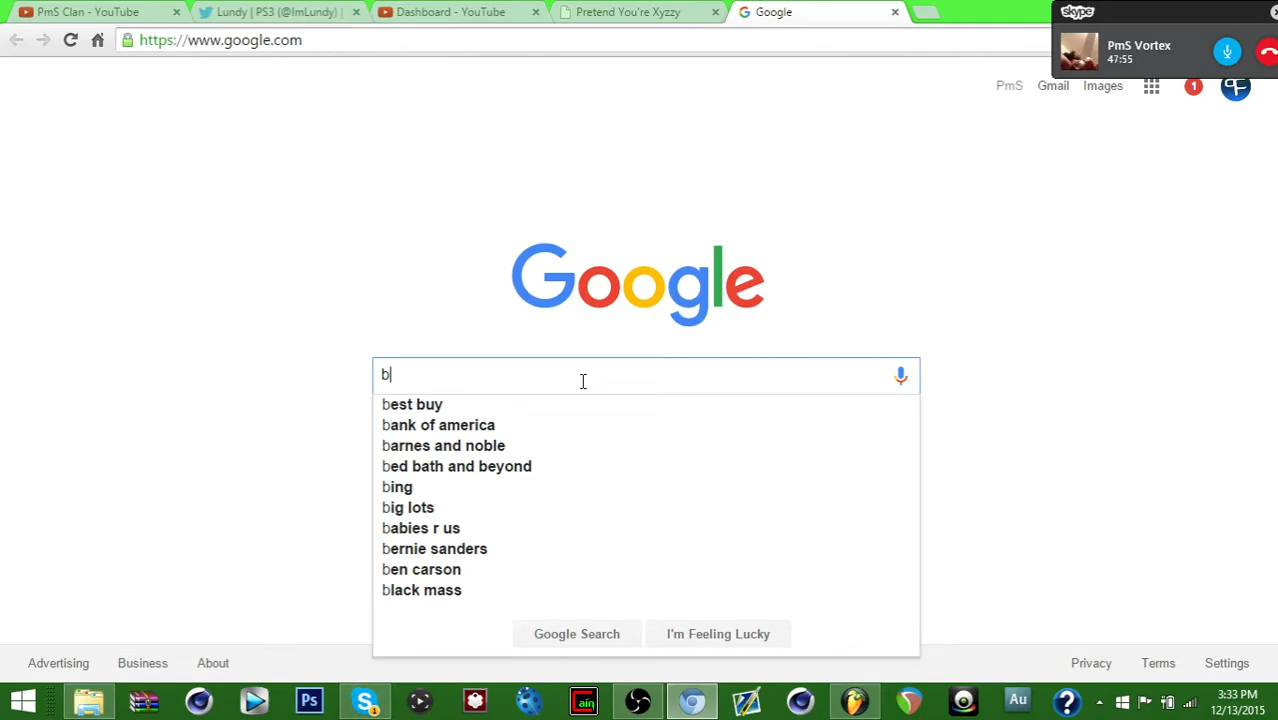 PmS Clan - YouTube
Lundy | PS3 (@ImLundy) |
Dashboard - YouTube
Pretend You're Xyzzy
Google
https://www.google.com
skype
PmS Vortex
47:55
PmS Gmail Images 1
Google
b
best buy
bank of america
barnes and noble
bed bath and beyond
bing
big lots
babies r us
bernie sanders
ben carson
black mass
Google Search I'm Feeling Lucky
Advertising Business About Privacy Terms Settings
Ps
1
ain
Au
?
3:33 PM
12/13/2015